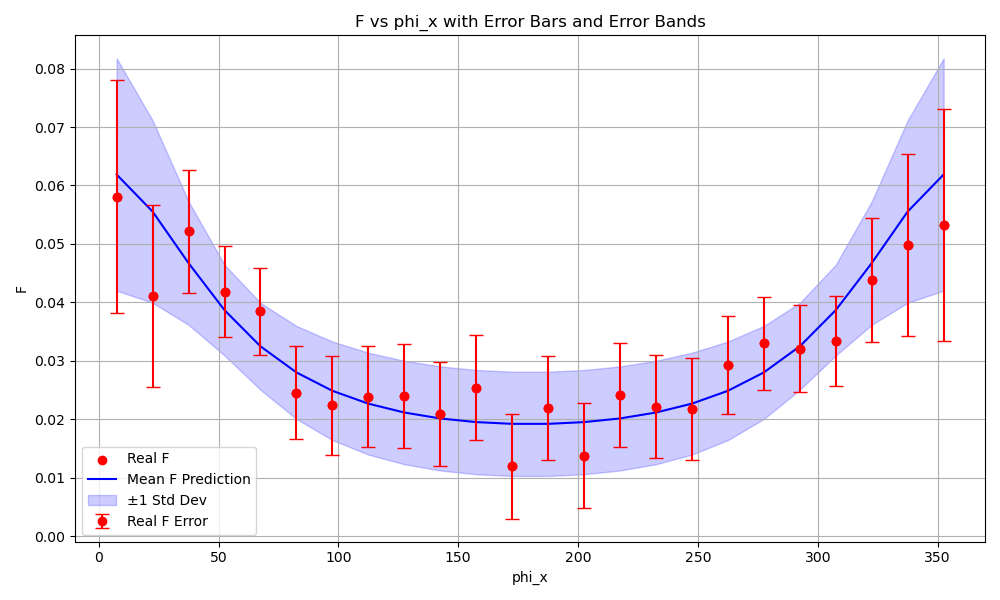 F vs phi_x with Error Bars and Error Bands
F
0.08
0.07
0.06
0.05
0.04
0.03
0.02
0.01
0.00
Real F
Mean F Prediction
±1 Std Dev
Real F Error
0 50 100 150 200 250 300 350
phi_x